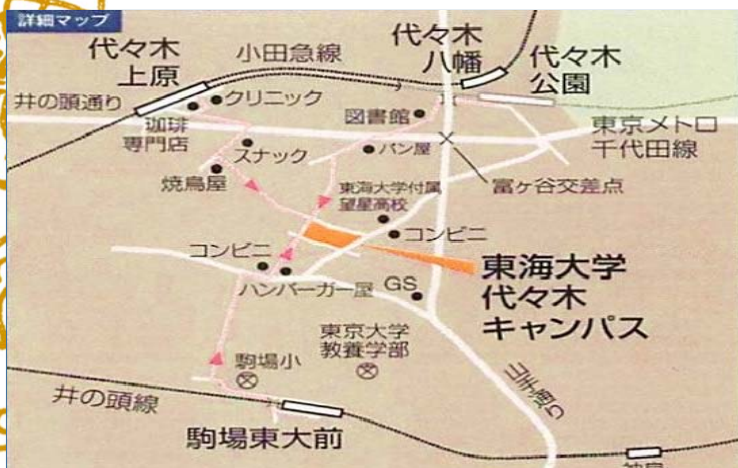 詳細マップ
代々木
上原
小田急線
代々木
八幡
代々木
公園
井の頭通り
クリニック
珈琲
専門店
図書館
東京メトロ
千代田線
スナック
パン屋
焼鳥屋
東海大学付属
望星高校
富ヶ谷交差点
コンビニ
コンビニ
ハンバーガー屋
GS
東海大学
代々木
キャンパス
東京大学
教養学部
駒場小
山手通り
井の頭線
駒場東大前